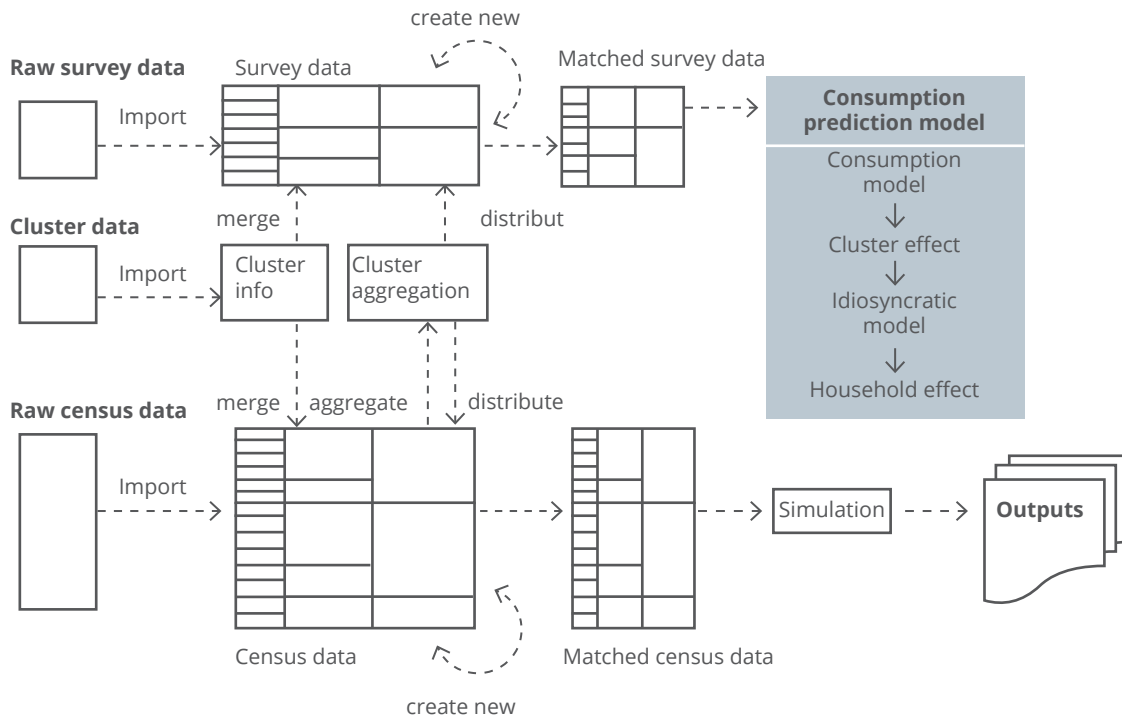 create new
Raw survey data
Survey data
Matched survey data
Import
Consumption
prediction model
Consumption
model
Cluster effect
Idiosyncratic
model
Household effect
merge
distribut
Cluster data
Import
Cluster
info
Cluster
aggregation
merge
aggregate
distribute
Raw census data
Import
Simulation
Outputs
Census data
Matched census data
create new